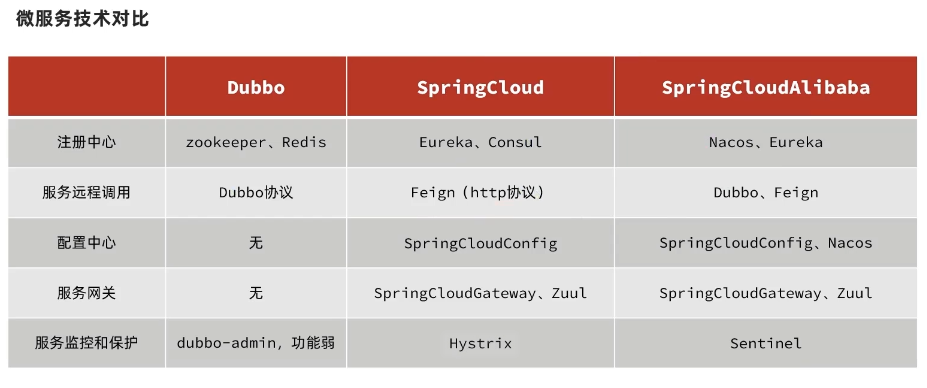 微服务技术对比
Dubbo SpringCloud SpringCloudAlibaba
注册中心 zookeeper、Redis Eureka、Consul Nacos、Eureka
服务远程调用 Dubbo协议 Feign（http协议） Dubbo、Feign
配置中心 无 SpringCloudConfig SpringCloudConfig、Nacos
服务网关 无 SpringCloudGateway、Zuul SpringCloudGateway、Zuul
服务监控和保护 dubbo-admin，功能弱 Hystrix Sentinel